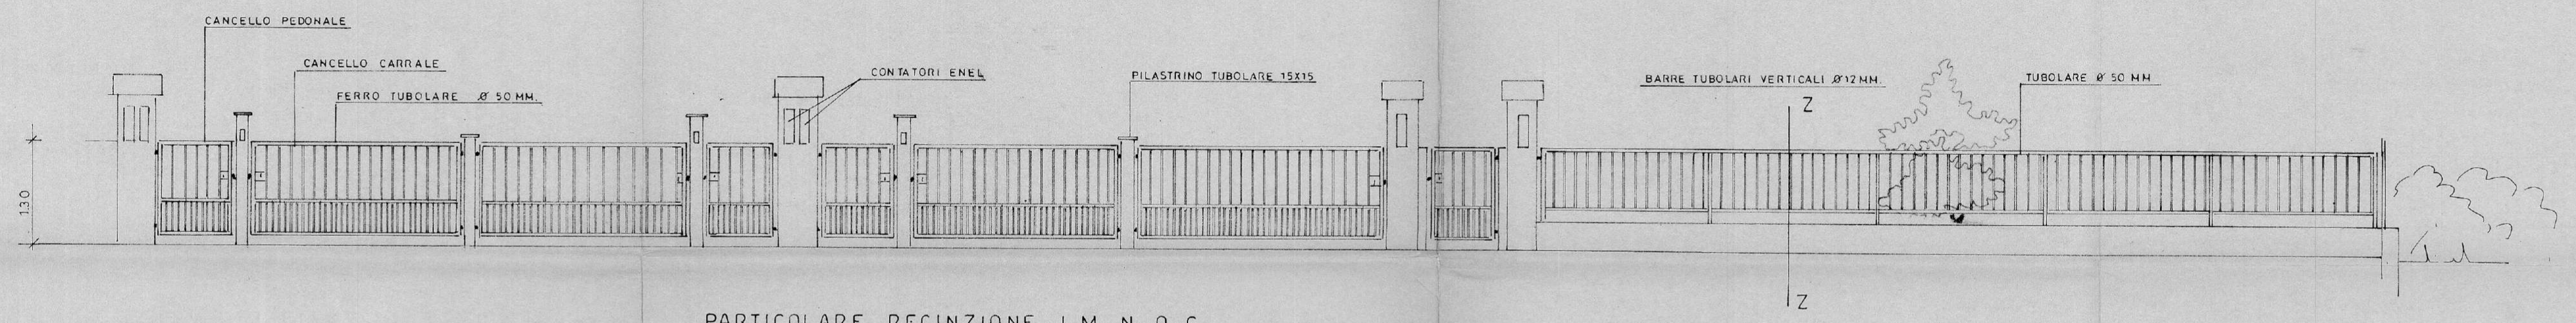 CANCELLO PEDONALE
CANCELLO CARRALE
FERRO TUBOLARE Ø 50 MM.
CONTATORI ENEL
PILASTRINO TUBOLARE 15X15
BARRE TUBOLARI VERTICALI Ø 12 MM.
TUBOLARE Ø 50 MM
Z
130
Z
PARTICOLARE RECINZIONE